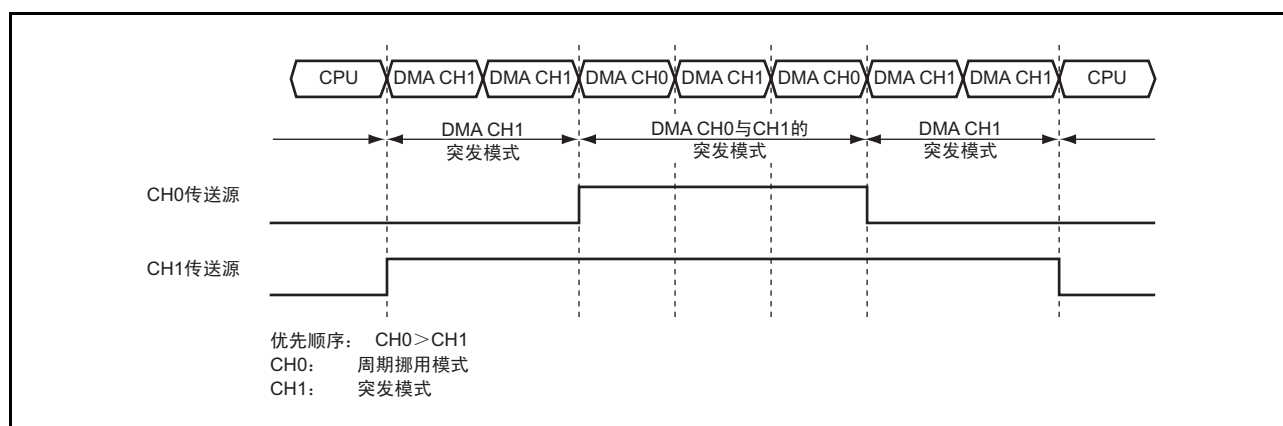 CPU DMA CH1 DMA CH1 DMA CH0 DMA CH1 DMA CH0 DMA CH1 DMA CH1 CPU
DMA CH1
突发模式
DMA CH0与CH1的
突发模式
DMA CH1
突发模式
CH0传送源
CH1传送源
优先顺序： CH0＞CH1
CH0： 周期挪用模式
CH1： 突发模式